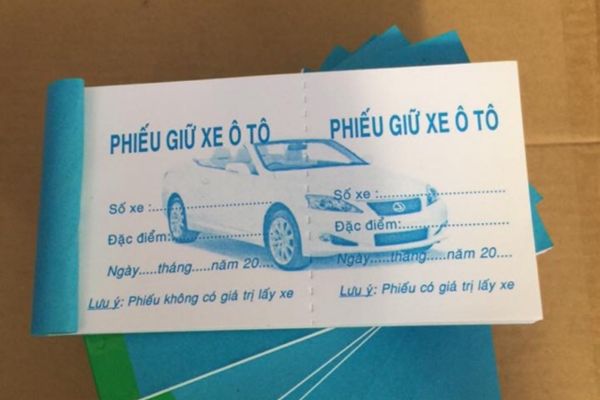 PHIẾU GIỮ XE Ô TÔ
Số xe :........................
Đặc điểm:........................
Ngày.....tháng.....năm 20....
Lưu ý: Phiếu không có giá trị lấy xe
PHIẾU GIỮ XE Ô TÔ
Số xe :..............................
Đặc điểm:..........................
Ngày.....tháng.....năm 20....
Lưu ý: Phiếu có giá trị lấy xe